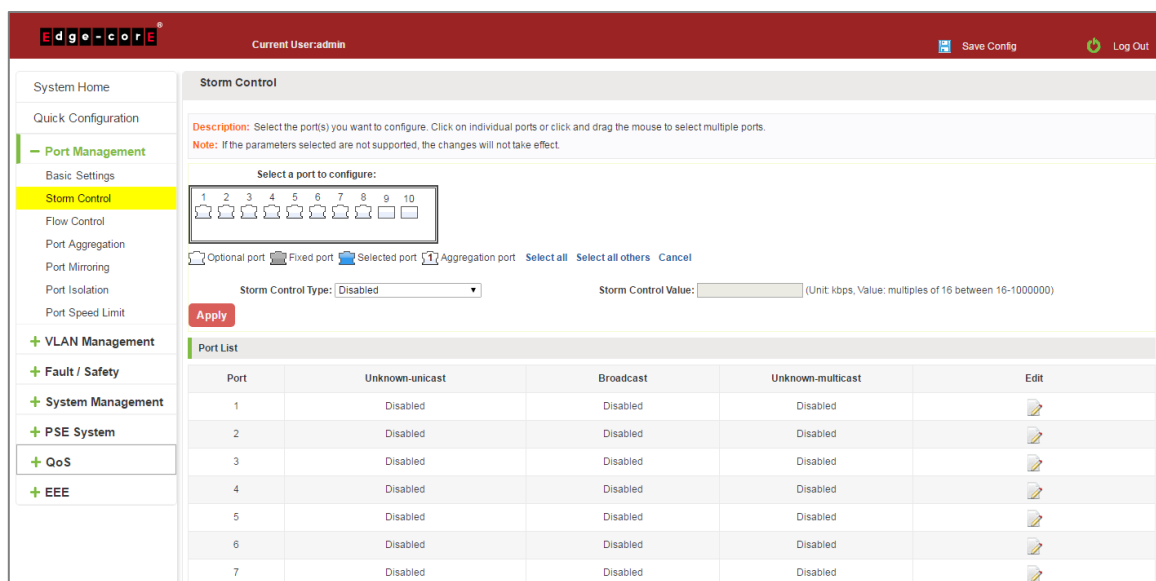 Edge-corE®
Current User:admin
Save Config
Log Out
System Home
Quick Configuration
− Port Management
Basic Settings
Storm Control
Flow Control
Port Aggregation
Port Mirroring
Port Isolation
Port Speed Limit
+ VLAN Management
+ Fault / Safety
+ System Management
+ PSE System
+ QoS
+ EEE
Storm Control
Description: Select the port(s) you want to configure. Click on individual ports or click and drag the mouse to select multiple ports.
Note: If the parameters selected are not supported, the changes will not take effect.
Select a port to configure:
1 2 3 4 5 6 7 8 9 10
Optional port Fixed port Selected port 1 Aggregation port Select all Select all others Cancel
Storm Control Type: Disabled Storm Control Value: (Unit: kbps, Value: multiples of 16 between 16-1000000)
Apply
Port List
Port Unknown-unicast Broadcast Unknown-multicast Edit
1 Disabled Disabled Disabled
2 Disabled Disabled Disabled
3 Disabled Disabled Disabled
4 Disabled Disabled Disabled
5 Disabled Disabled Disabled
6 Disabled Disabled Disabled
7 Disabled Disabled Disabled